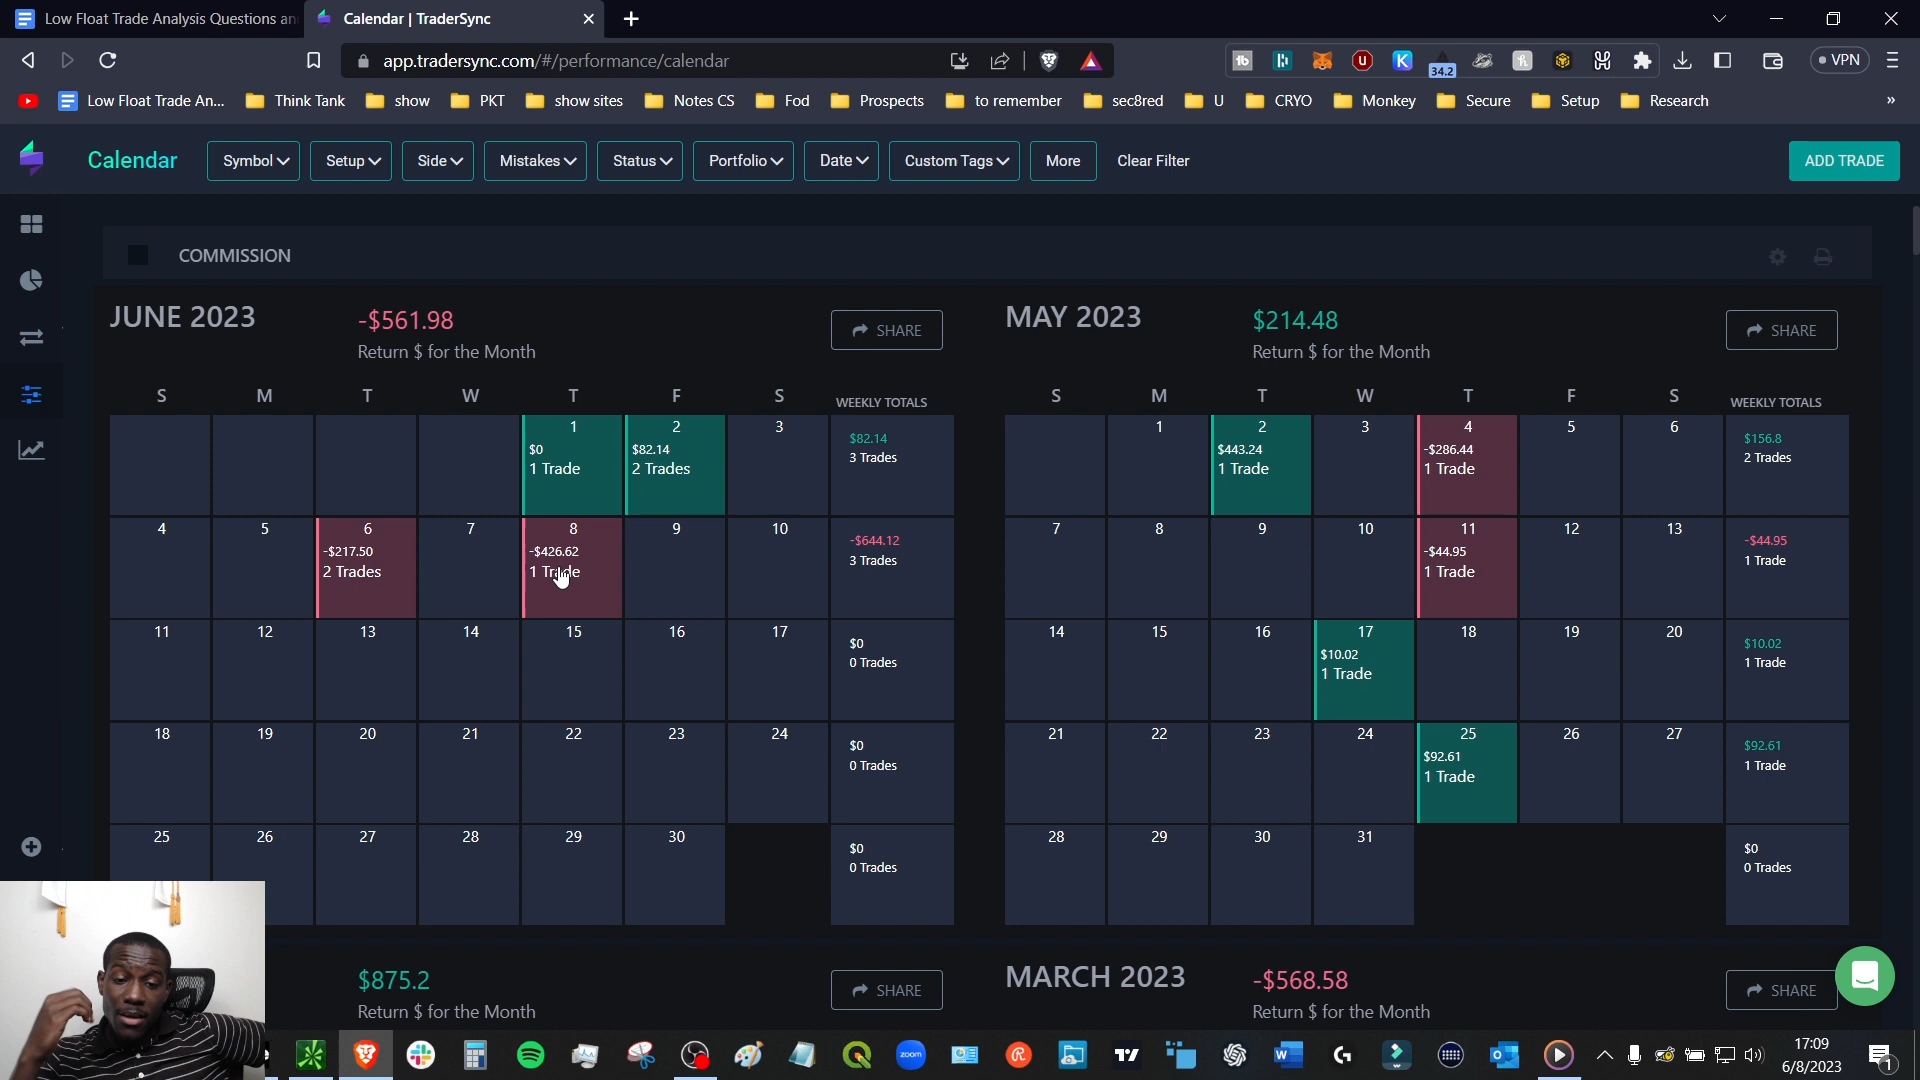 Low Float Trade Analysis Questions an
Calendar | TraderSync
app.tradersync.com/#/performance/calendar
34.2
VPN
Low Float Trade An...
Think Tank
show
PKT
show sites
Notes CS
Fod
Prospects
to remember
sec8red
U
CRYO
Monkey
Secure
Setup
Research
»
Calendar
Symbol
Setup
Side
Mistakes
Status
Portfolio
Date
Custom Tags
More
Clear Filter
ADD TRADE
COMMISSION
JUNE 2023
-$561.98
Return $ for the Month
SHARE
S M T W T F S WEEKLY TOTALS
1 2 3
$0 $82.14 $82.14
1 Trade 2 Trades 3 Trades
4 5 6 7 8 9 10
-$217.50 -$426.62 -$644.12
2 Trades 1 Trade 3 Trades
11 12 13 14 15 16 17
$0
0 Trades
18 19 20 21 22 23 24
$0
0 Trades
25 26 27 28 29 30
$0
0 Trades
MAY 2023
$214.48
Return $ for the Month
SHARE
S M T W T F S WEEKLY TOTALS
1 2 3 4 5 6
$443.24 -$286.44 $156.8
1 Trade 1 Trade 2 Trades
7 8 9 10 11 12 13
-$44.95 -$44.95
1 Trade 1 Trade
14 15 16 17 18 19 20
$10.02 $10.02
1 Trade 1 Trade
21 22 23 24 25 26 27
$92.61 $92.61
1 Trade 1 Trade
28 29 30 31
$0
0 Trades
$875.2
Return $ for the Month
SHARE
MARCH 2023
-$568.58
Return $ for the Month
SHARE
zoom
17:09
6/8/2023
1